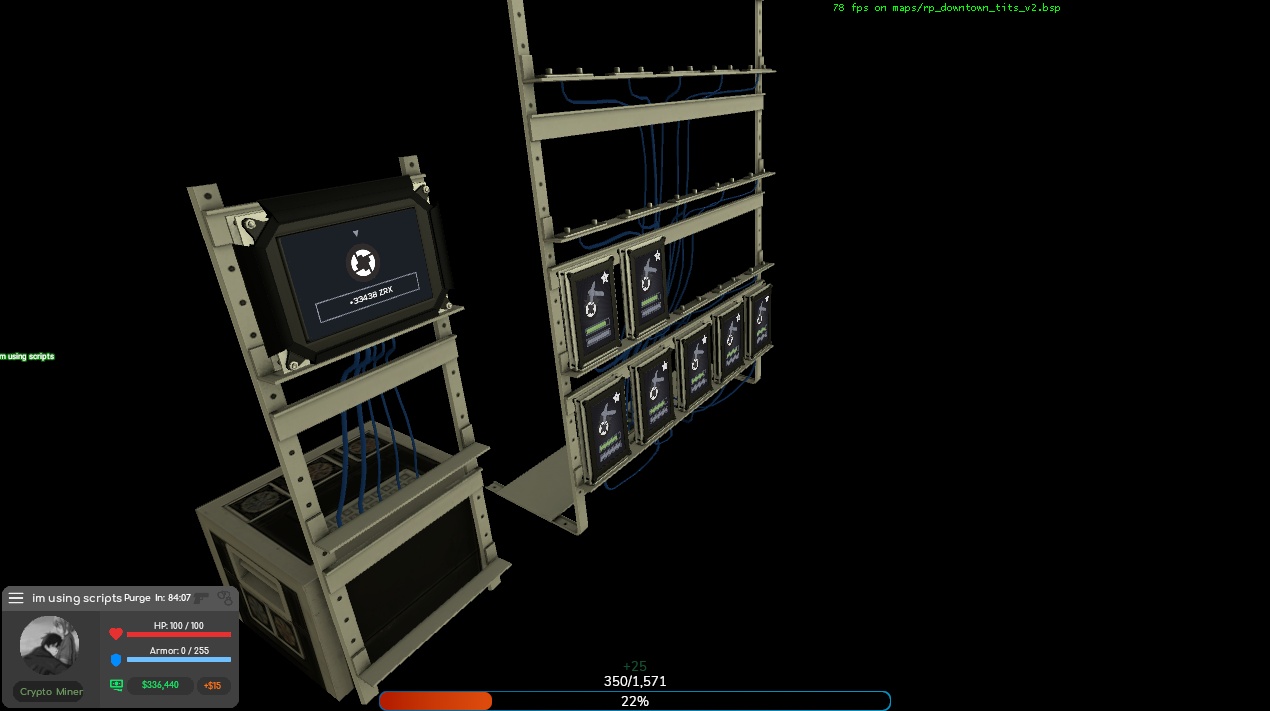 78 fps on maps/rp_downtown_tits_v2.bsp
+33438 ZRX
m using scripts
im using scripts Purge In: 84:07
HP: 100 / 100
Armor: 0 / 255
$336,440 +$15
Crypto Miner
+25
350/1,571
22%